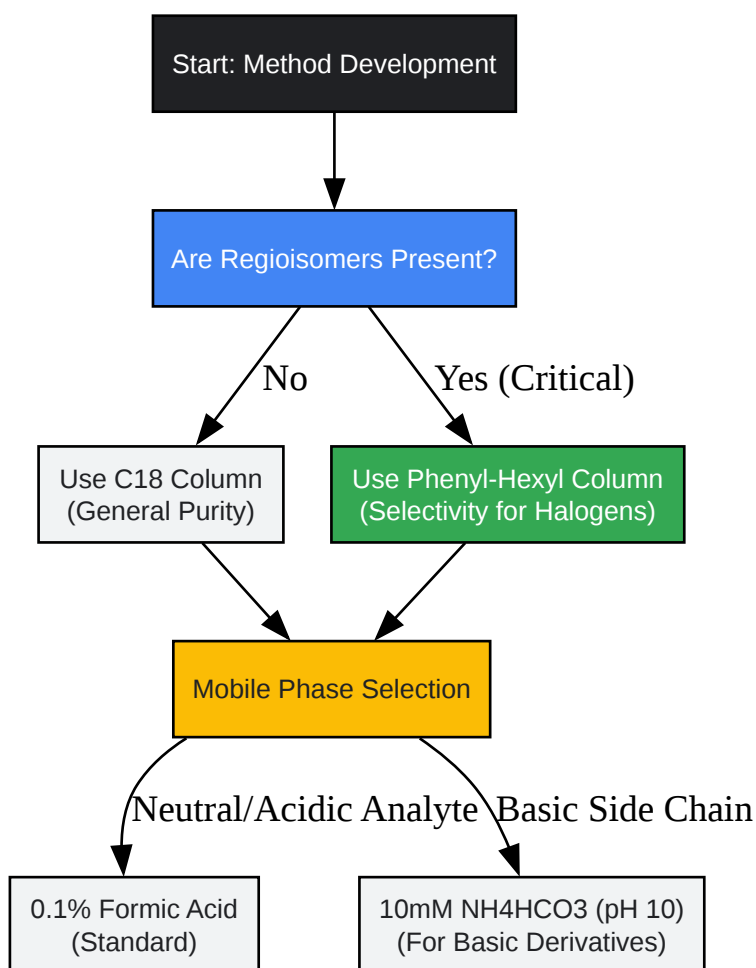 Start: Method Development
Are Regioisomers Present?
No
Yes (Critical)
Use C18 Column
(General Purity)
Use Phenyl-Hexyl Column
(Selectivity for Halogens)
Mobile Phase Selection
Neutral/Acidic Analyte
Basic Side Chain
0.1% Formic Acid
(Standard)
10mM NH4HCO3 (pH 10)
(For Basic Derivatives)